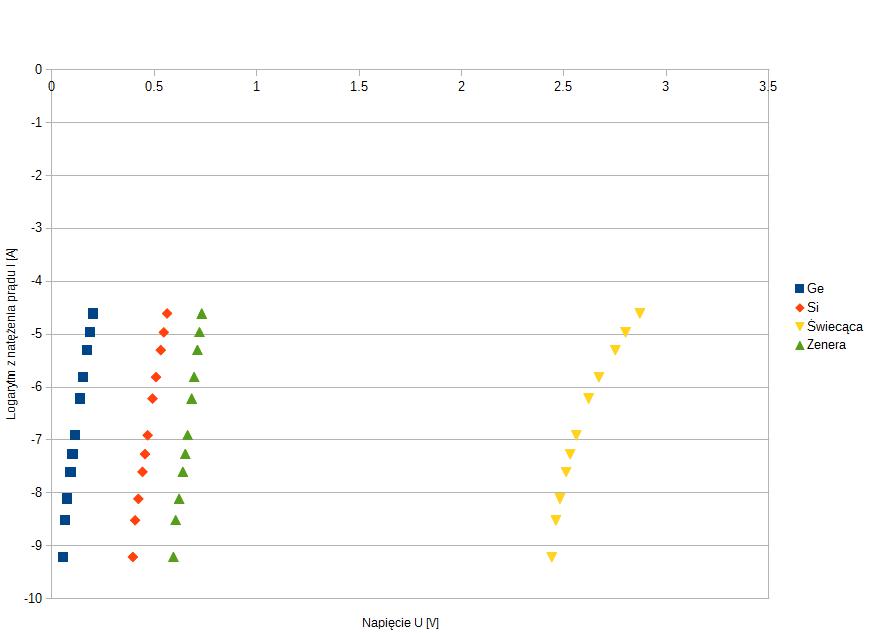 0
0 0.5 1 1.5 2 2.5 3 3.5
-1
-2
-3
-4
-5
-6
-7
-8
-9
-10
Logarytm z natężenia prądu I [A]
Napięcie U [V]
Ge
Si
Świecąca
Zenera